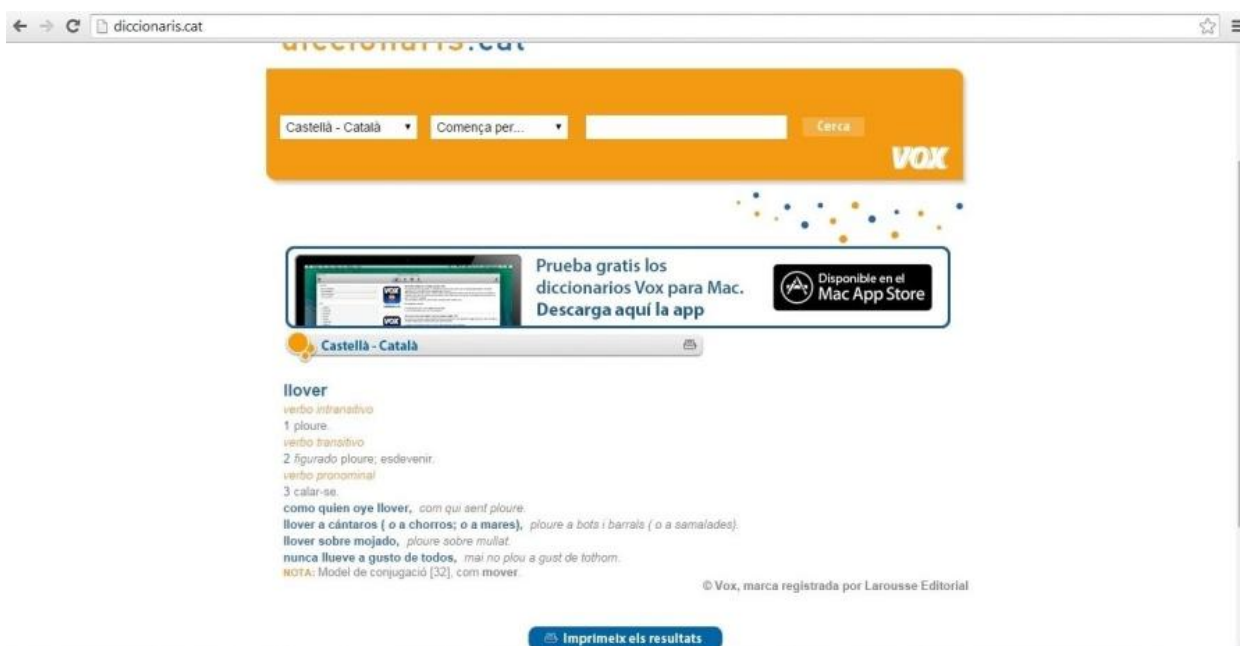 diccionaris.cat
diccionaris.cat
Castellà - Català Comença per... Cerca
VOX
Prueba gratis los
diccionarios Vox para Mac.
Descarga aquí la app
Disponible en el
Mac App Store
VOX
VOX
Castellà - Català
llover
verbo intransitivo
1 ploure.
verbo transitivo
2 figurado ploure; esdevenir.
verbo pronominal
3 calar-se.
como quien oye llover, com qui sent ploure.
llover a cántaros ( o a chorros; o a mares), ploure a bots i barrals ( o a samalades).
llover sobre mojado, ploure sobre mullat.
nunca llueve a gusto de todos, mai no plou a gust de tothom.
NOTA: Model de conjugació [32], com mover.
© Vox, marca registrada por Larousse Editorial
Imprimeix els resultats